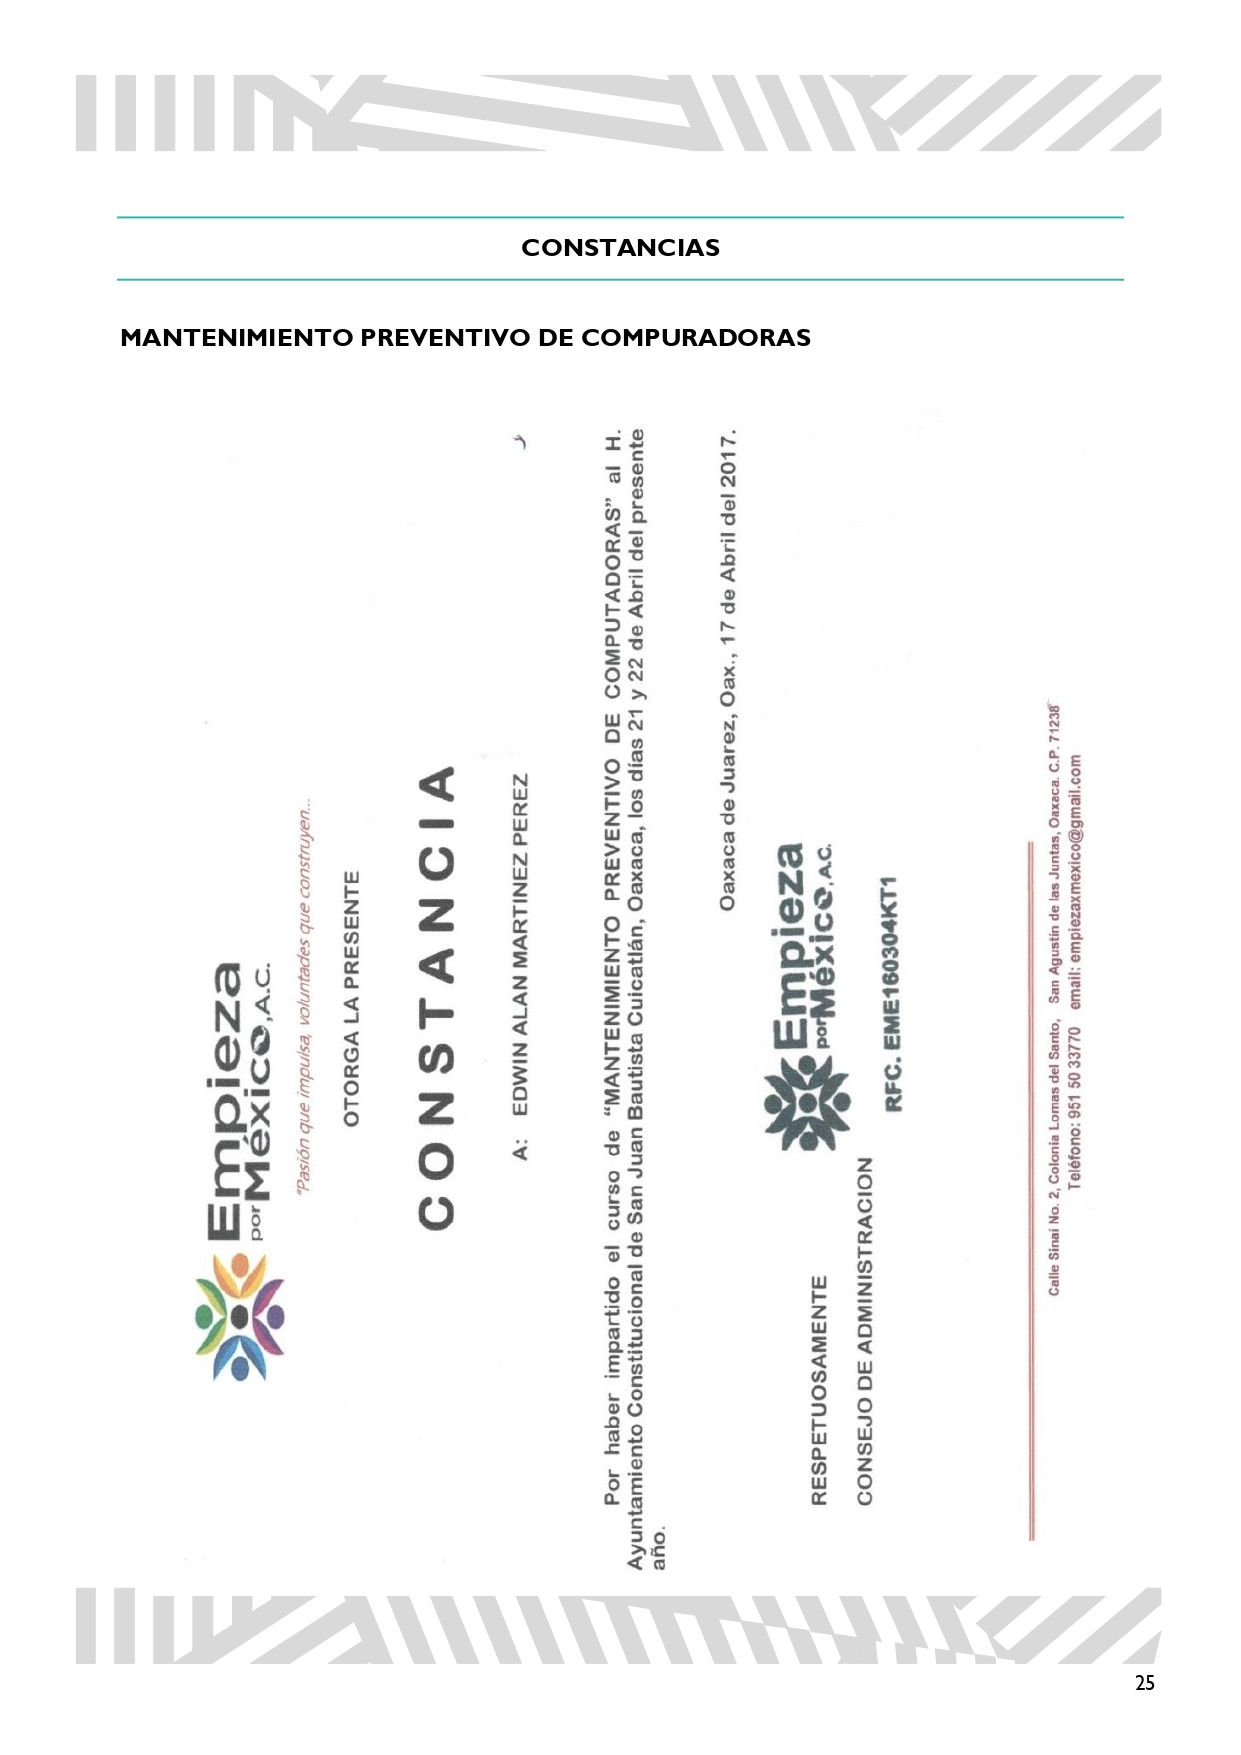 CONSTANCIAS
MANTENIMIENTO PREVENTIVO DE COMPURADORAS
Empieza
por México, A.C.
"Pasión que impulsa, voluntades que construyen...
OTORGA LA PRESENTE
CONSTANCIA
A: EDWIN ALAN MARTINEZ PEREZ
Por haber impartido el curso de “MANTENIMIENTO PREVENTIVO DE COMPUTADORAS” al H.
Ayuntamiento Constitucional de San Juan Bautista Cuicatlán, Oaxaca, los días 21 y 22 de Abril del presente
año.
Oaxaca de Juarez, Oax., 17 de Abril del 2017.
RESPETUOSAMENTE
CONSEJO DE ADMINISTRACION
Empieza
por México, A.C.
RFC. EME160304KT1
Calle Sinai No. 2, Colonia Lomas del Santo, San Agustin de las Juntas, Oaxaca. C.P. 71238
Teléfono: 951 50 33770 email: empiezaxmexico@gmail.com
25